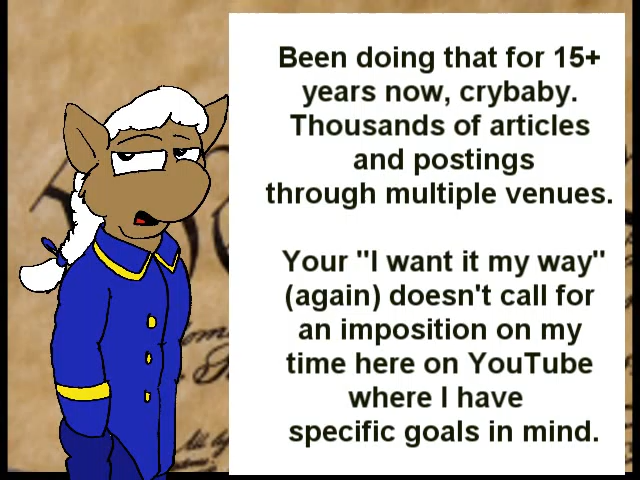 Been doing that for 15+
years now, crybaby.
Thousands of articles
and postings
through multiple venues.
Your "I want it my way"
(again) doesn't call for
an imposition on my
time here on YouTube
where I have
specific goals in mind.